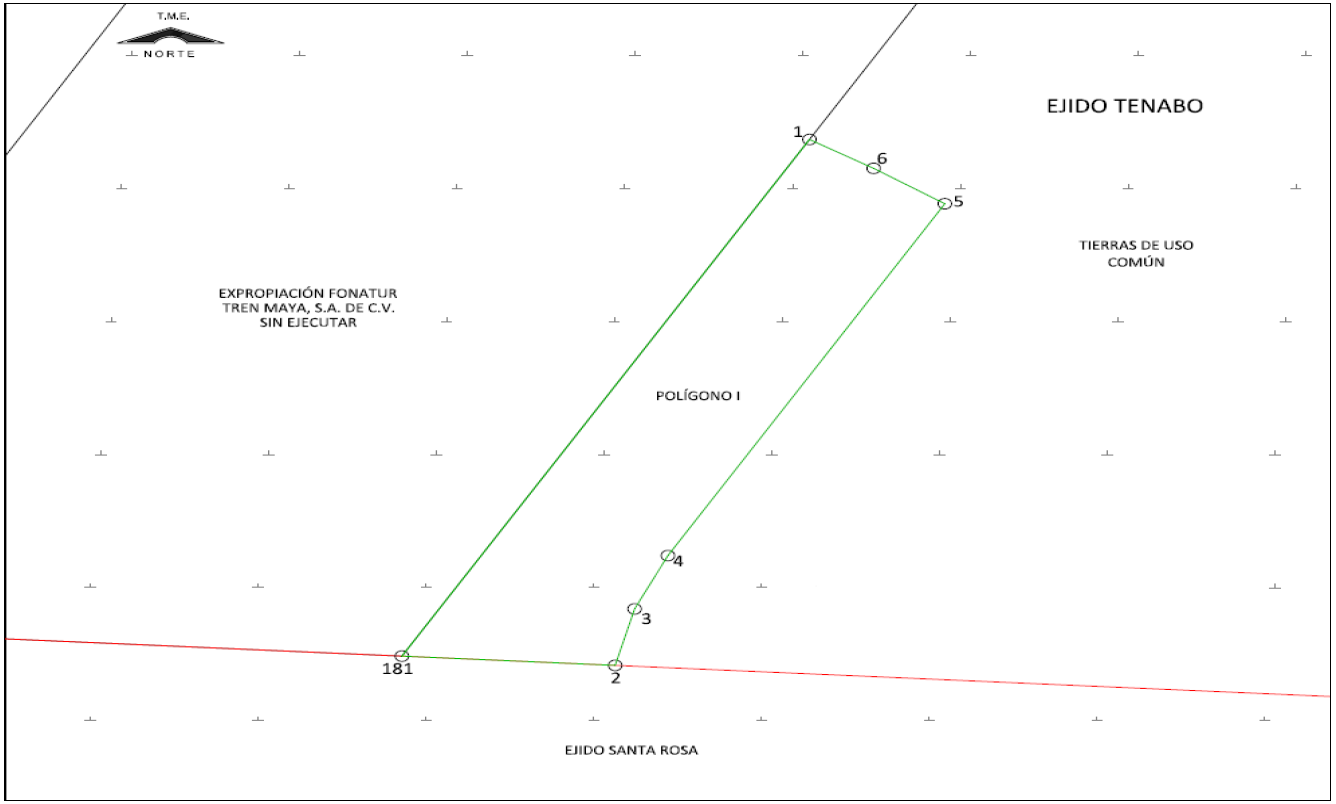 T.M.E.
NORTE
EJIDO TENABO
1
6
5
TIERRAS DE USO
COMÚN
EXPROPIACIÓN FONATUR
TREN MAYA, S.A. DE C.V.
SIN EJECUTAR
POLÍGONO I
4
3
181
2
EJIDO SANTA ROSA